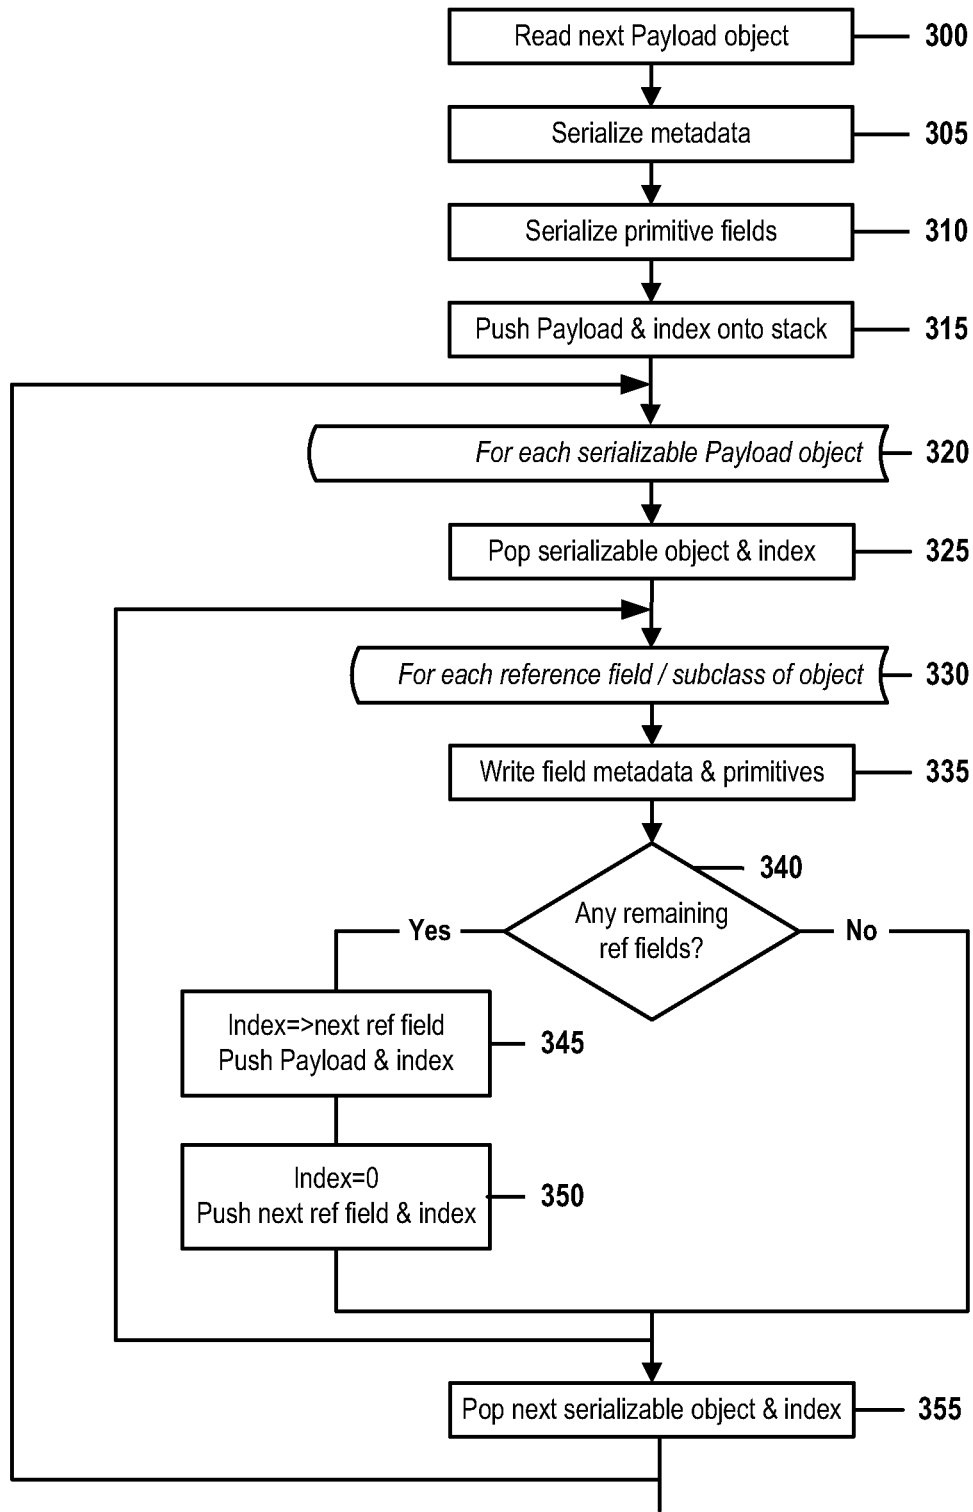 Read next Payload object 300
Serialize metadata 305
Serialize primitive fields 310
Push Payload & index onto stack 315
For each serializable Payload object 320
Pop serializable object & index 325
For each reference field / subclass of object 330
Write field metadata & primitives 335
340
Any remaining
ref fields?
Yes
No
Index=>next ref field
Push Payload & index
345
Index=0
Push next ref field & index
350
Pop next serializable object & index 355